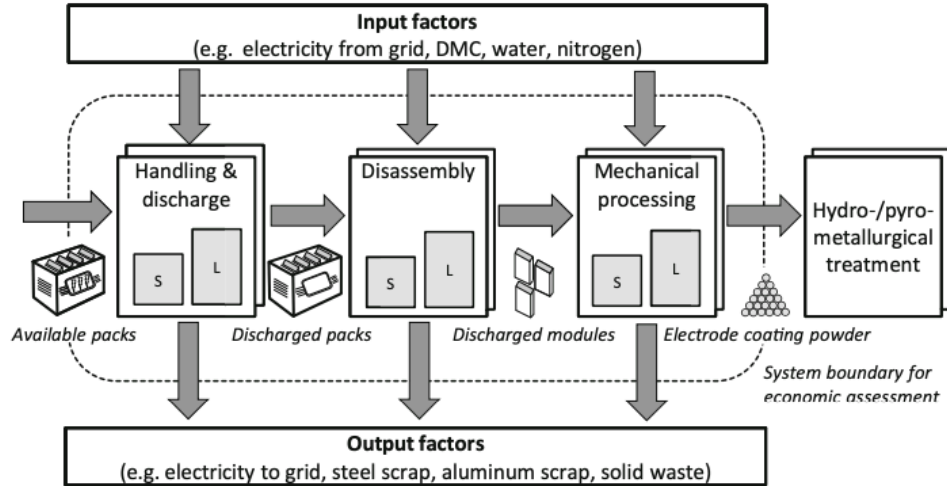 Input factors
(e.g. electricity from grid, DMC, water, nitrogen)
Handling &
discharge
S
L
Disassembly
S
L
Mechanical
processing
S
L
Hydro-/pyro-
metallurgical
treatment
Available packs
Discharged packs
Discharged modules
Electrode coating powder
System boundary for
economic assessment
Output factors
(e.g. electricity to grid, steel scrap, aluminum scrap, solid waste)